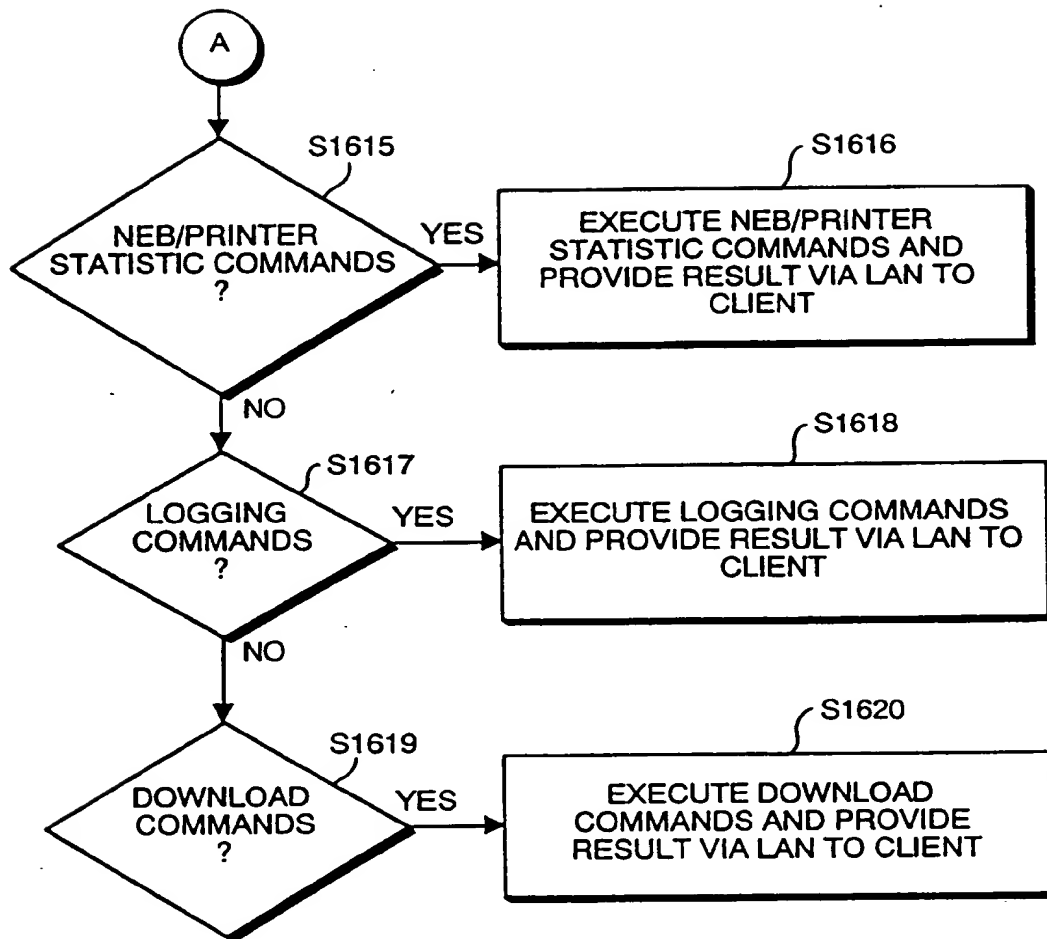 A
S1615
NEB/PRINTER
STATISTIC COMMANDS
?
YES
S1616
EXECUTE NEB/PRINTER
STATISTIC COMMANDS AND
PROVIDE RESULT VIA LAN TO
CLIENT
NO
S1617
LOGGING
COMMANDS
?
YES
S1618
EXECUTE LOGGING COMMANDS
AND PROVIDE RESULT VIA LAN TO
CLIENT
NO
S1619
DOWNLOAD
COMMANDS
?
YES
S1620
EXECUTE DOWNLOAD
COMMANDS AND PROVIDE
RESULT VIA LAN TO CLIENT